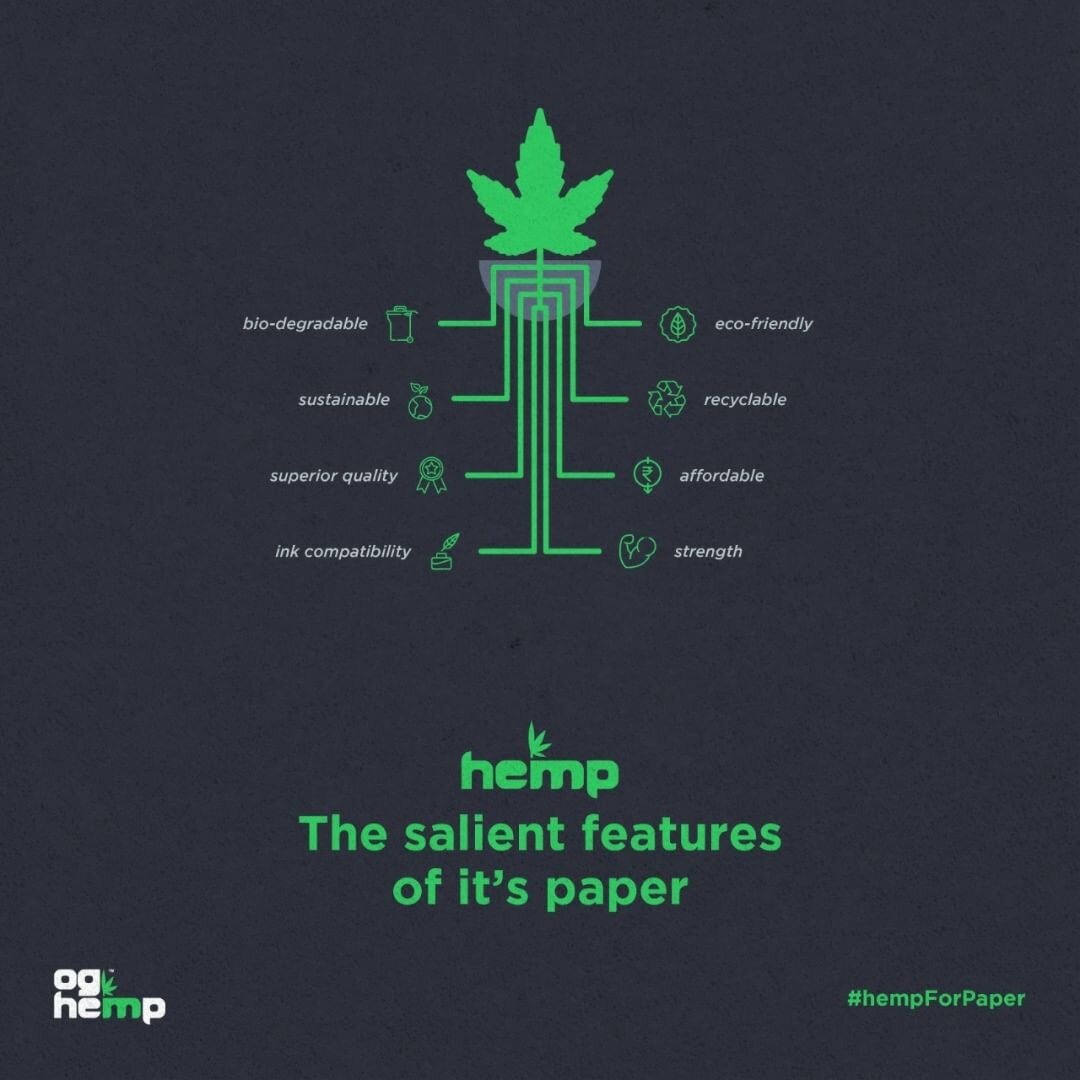 bio-degradable
eco-friendly
sustainable
recyclable
superior quality
₹
affordable
ink compatibility
strength
hemp
The salient features
of it’s paper
og™
hemp
#hempForPaper